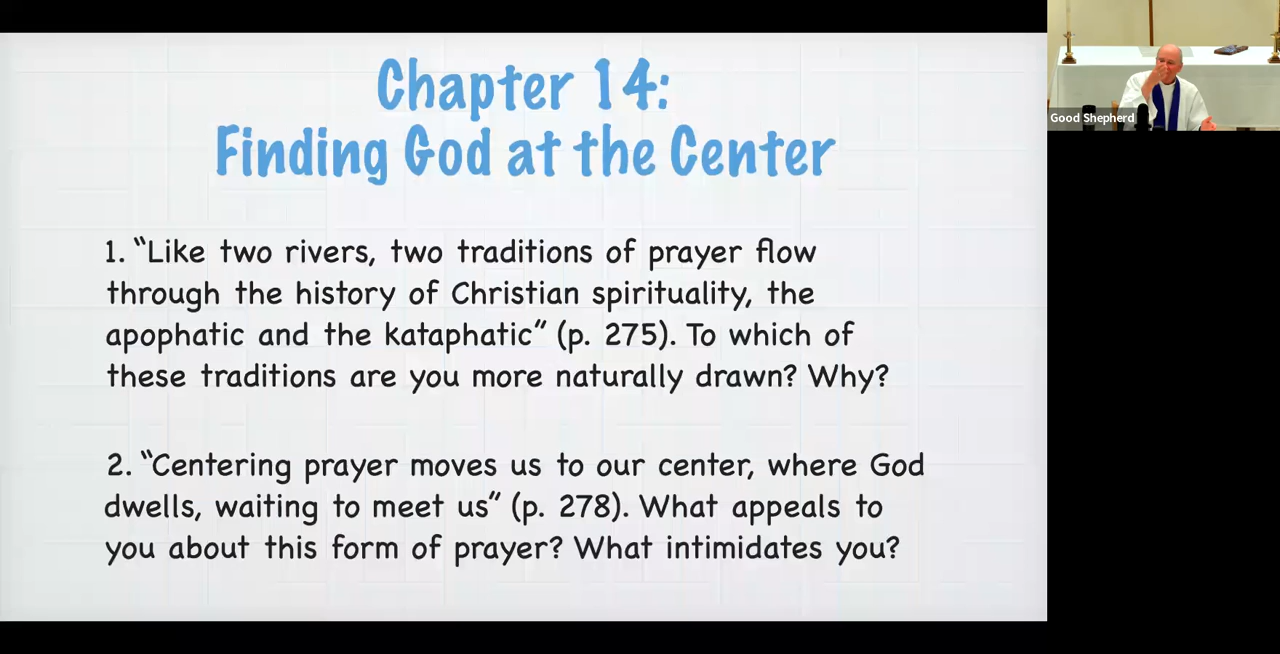 Chapter 14:
Finding God at the Center
1. “Like two rivers, two traditions of prayer flow
through the history of Christian spirituality, the
apophatic and the kataphatic” (p. 275). To which of
these traditions are you more naturally drawn? Why?
2. “Centering prayer moves us to our center, where God
dwells, waiting to meet us” (p. 278). What appeals to
you about this form of prayer? What intimidates you?
Good Shepherd